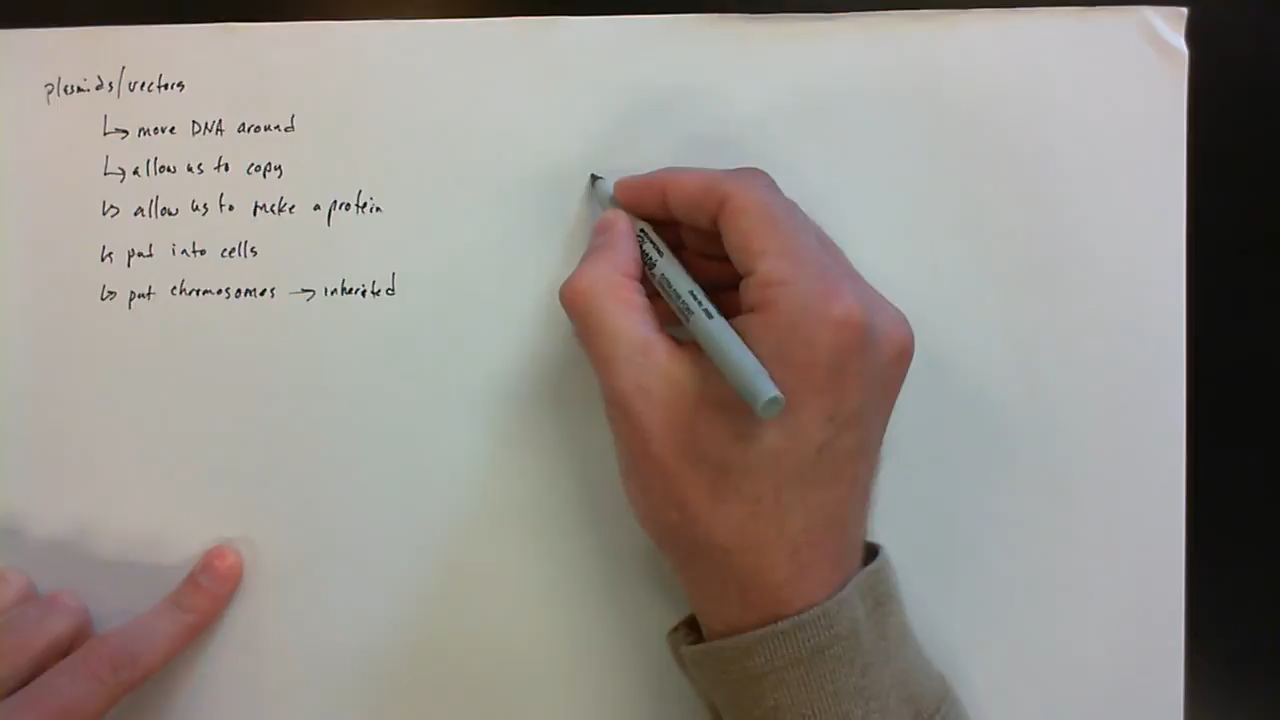 plasmids/vectors
↳ move DNA around
↳ allow us to copy
↳ allow us to make a protein
↳ put into cells
↳ put chromosomes → inherited
Sharpie